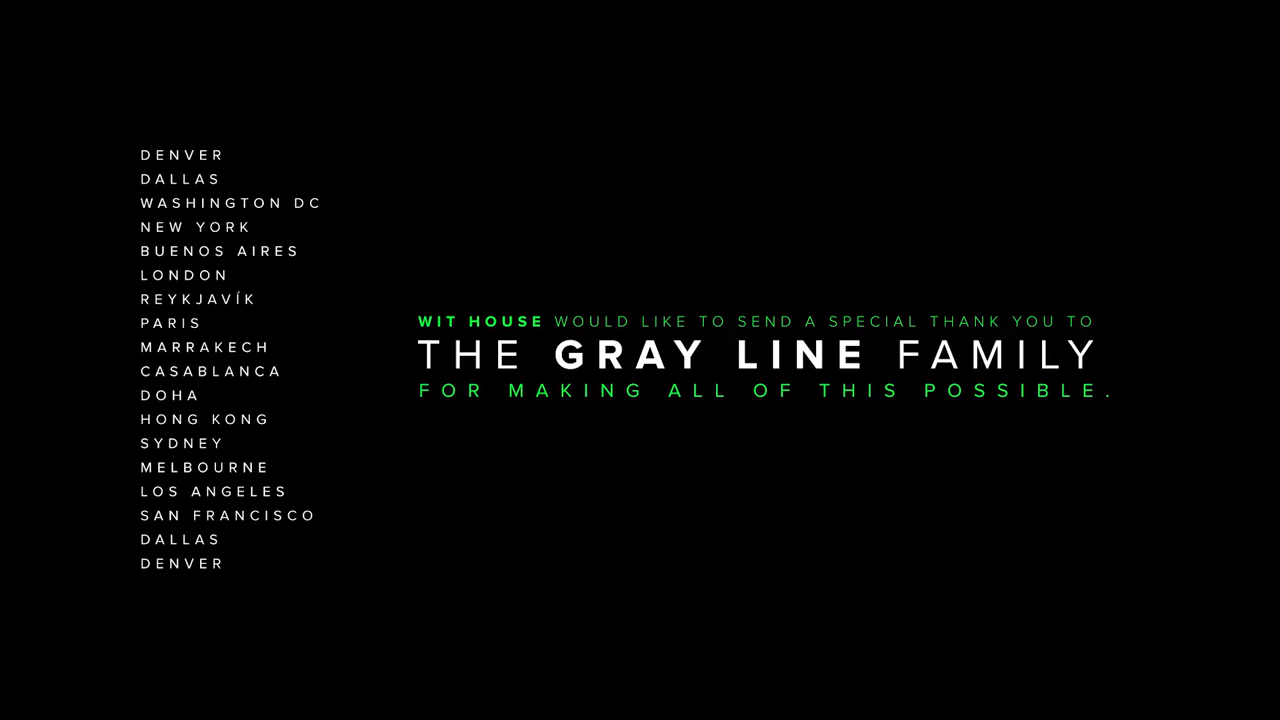 DENVER
DALLAS
WASHINGTON DC
NEW YORK
BUENOS AIRES
LONDON
REYKJAVÍK
PARIS
MARRAKECH
CASABLANCA
DOHA
HONG KONG
SYDNEY
MELBOURNE
LOS ANGELES
SAN FRANCISCO
DALLAS
DENVER
WIT HOUSE WOULD LIKE TO SEND A SPECIAL THANK YOU TO
THE GRAY LINE FAMILY
FOR MAKING ALL OF THIS POSSIBLE.